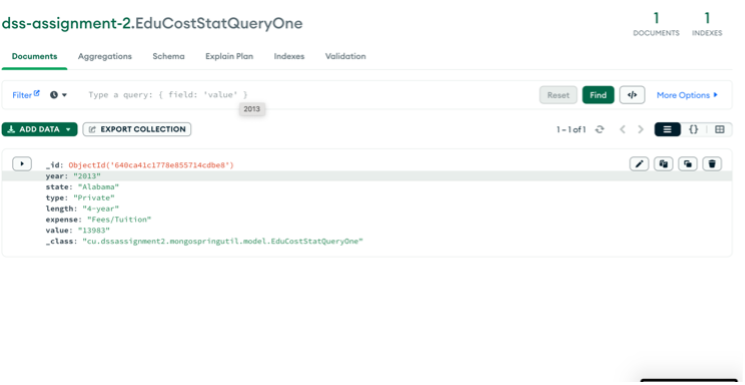 dss-assignment-2.EduCostStatQueryOne
1 1
DOCUMENTS INDEXES
Documents Aggregations Schema Explain Plan Indexes Validation
Filter Type a query: { field: 'value' } Reset Find </> More Options
2013
ADD DATA EXPORT COLLECTION 1-1 of 1 {}
_id: ObjectId('640ca41c1778e855714cdbe8')
year: "2013"
state: "Alabama"
type: "Private"
length: "4-year"
expense: "Fees/Tuition"
value: "13983"
_class: "cu.dssassignment2.mongospringutil.model.EduCostStatQueryOne"